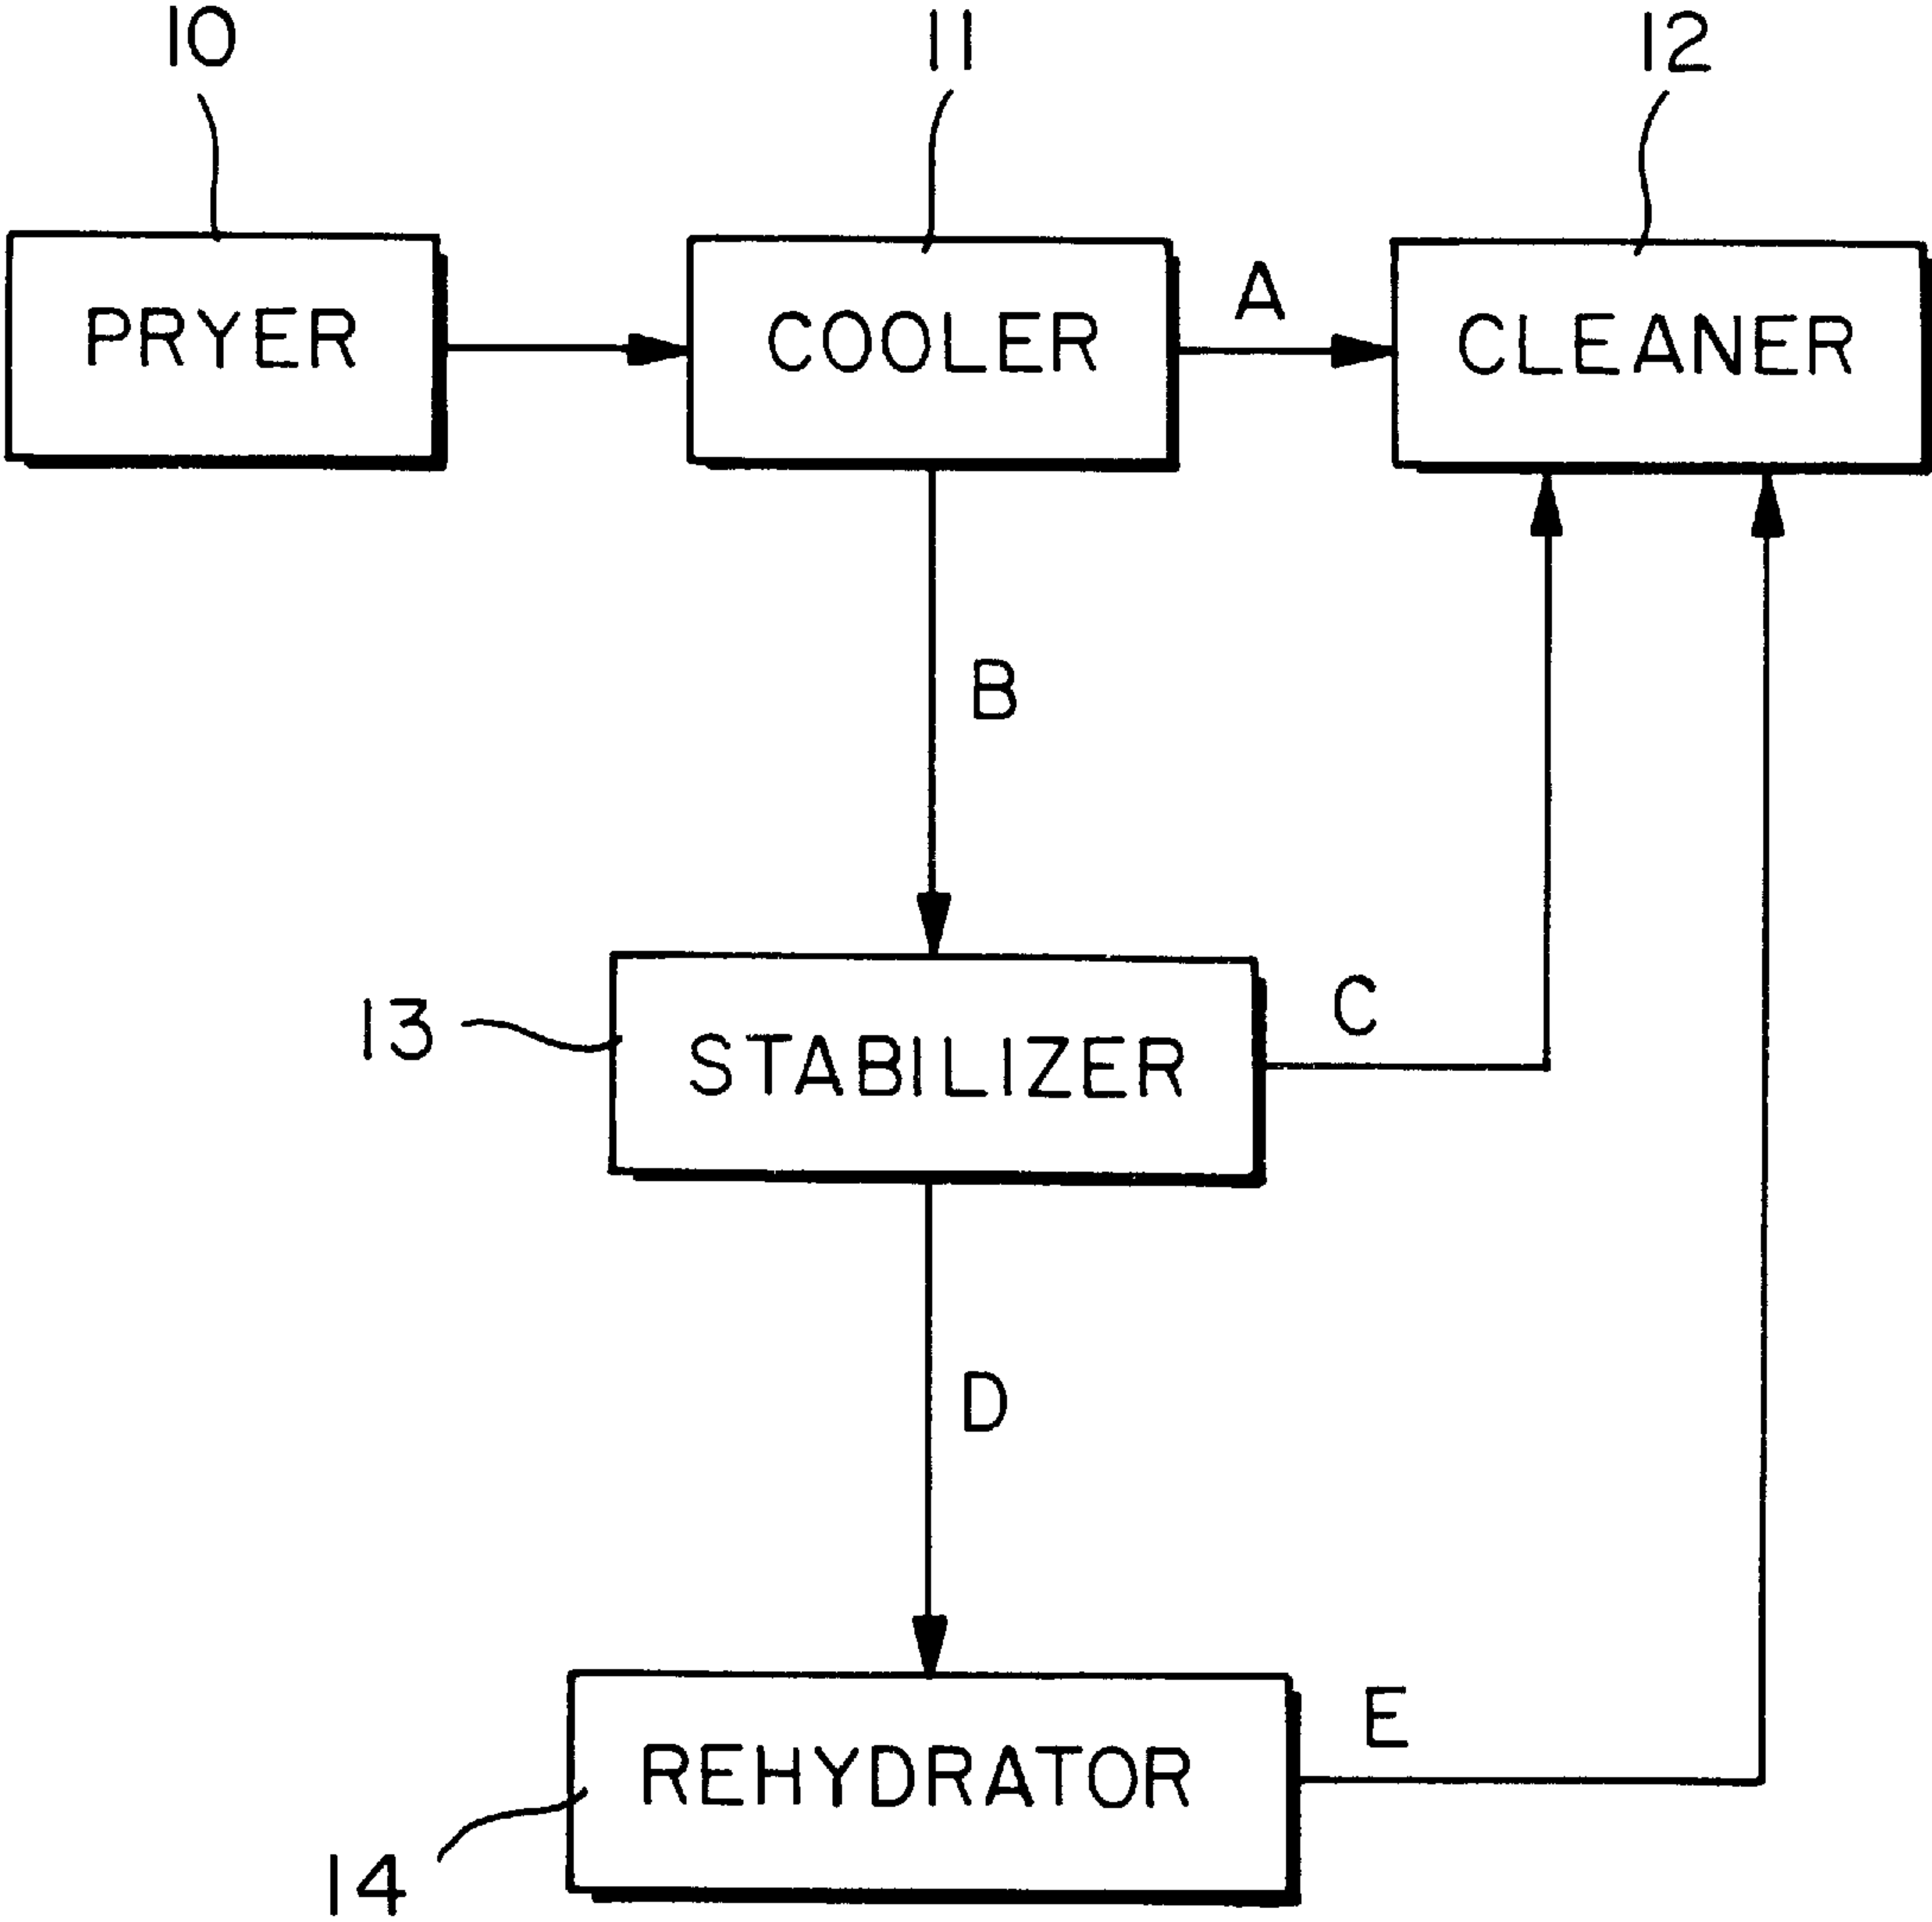 10
11
12
PRYER
COOLER
A
CLEANER
B
13
STABILIZER
C
D
REHYDRATOR
E
14